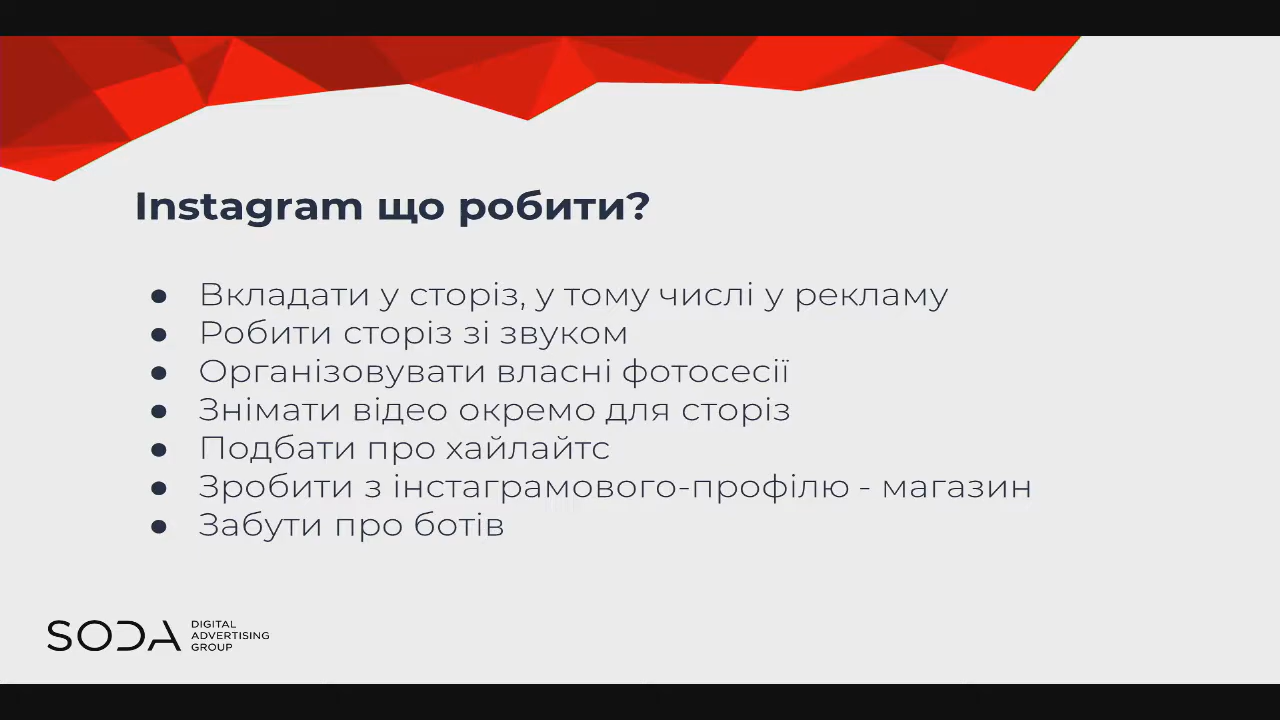 Instagram що робити?
● Вкладати у сторіз, у тому числі у рекламу
● Робити сторіз зі звуком
● Організовувати власні фотосесії
● Знімати відео окремо для сторіз
● Подбати про хайлайтс
● Зробити з інстаграмового-профілю - магазин
● Забути про ботів
SODA
DIGITAL
ADVERTISING
GROUP